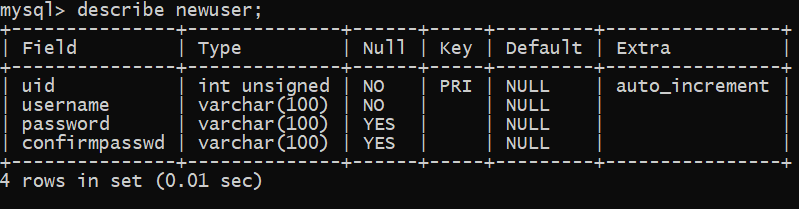 mysql> describe newuser;
+---------------+--------------+------+-----+---------+----------------+
| Field         | Type         | Null | Key | Default | Extra          |
+---------------+--------------+------+-----+---------+----------------+
| uid           | int unsigned | NO   | PRI | NULL    | auto_increment |
| username      | varchar(100) | NO   |     | NULL    |                |
| password      | varchar(100) | YES  |     | NULL    |                |
| confirmpasswd | varchar(100) | YES  |     | NULL    |                |
+---------------+--------------+------+-----+---------+----------------+
4 rows in set (0.01 sec)